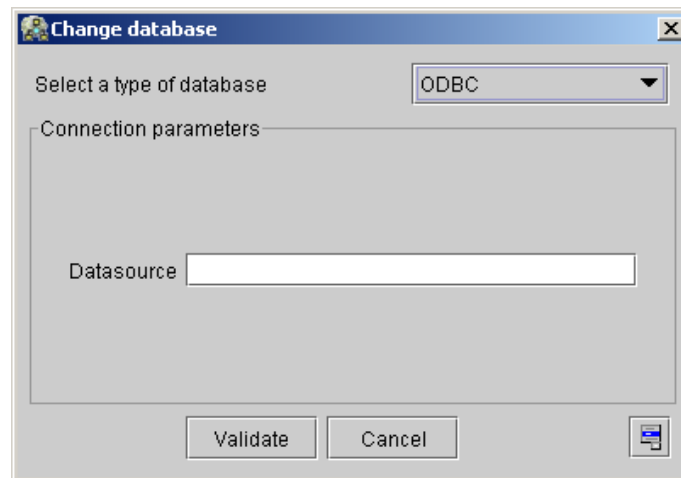 Change database
Select a type of database ODBC
Connection parameters
Datasource
Validate Cancel